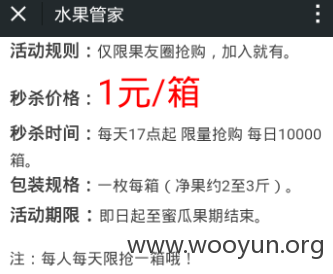 水果管家
活动规则：仅限果友圈抢购，加入就有。
秒杀价格：1元/箱
秒杀时间：每天17点起 限量抢购 每日10000
箱。
包装规格：一枚每箱（净果约2至3斤）。
活动期限：即日起至蜜瓜果期结束。
www.wooyun.org
注：每人每天限抢一箱哦！